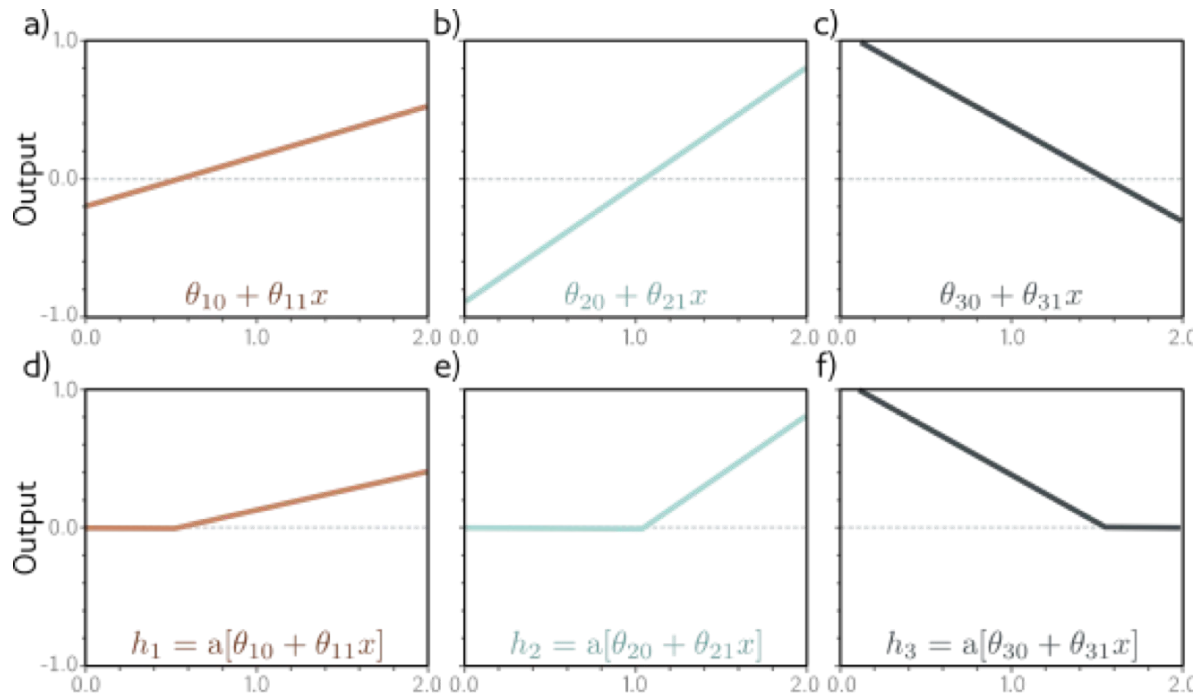 a)
b)
c)
1.0
Output
0.0
-1.0
θ₁₀ + θ₁₁x
θ₂₀ + θ₂₁x
θ₃₀ + θ₃₁x
0.0 1.0 2.0
0.0 1.0 2.0
0.0 1.0 2.0
d)
e)
f)
1.0
Output
0.0
-1.0
h₁ = a[θ₁₀ + θ₁₁x]
h₂ = a[θ₂₀ + θ₂₁x]
h₃ = a[θ₃₀ + θ₃₁x]
0.0 1.0 2.0
0.0 1.0 2.0
0.0 1.0 2.0